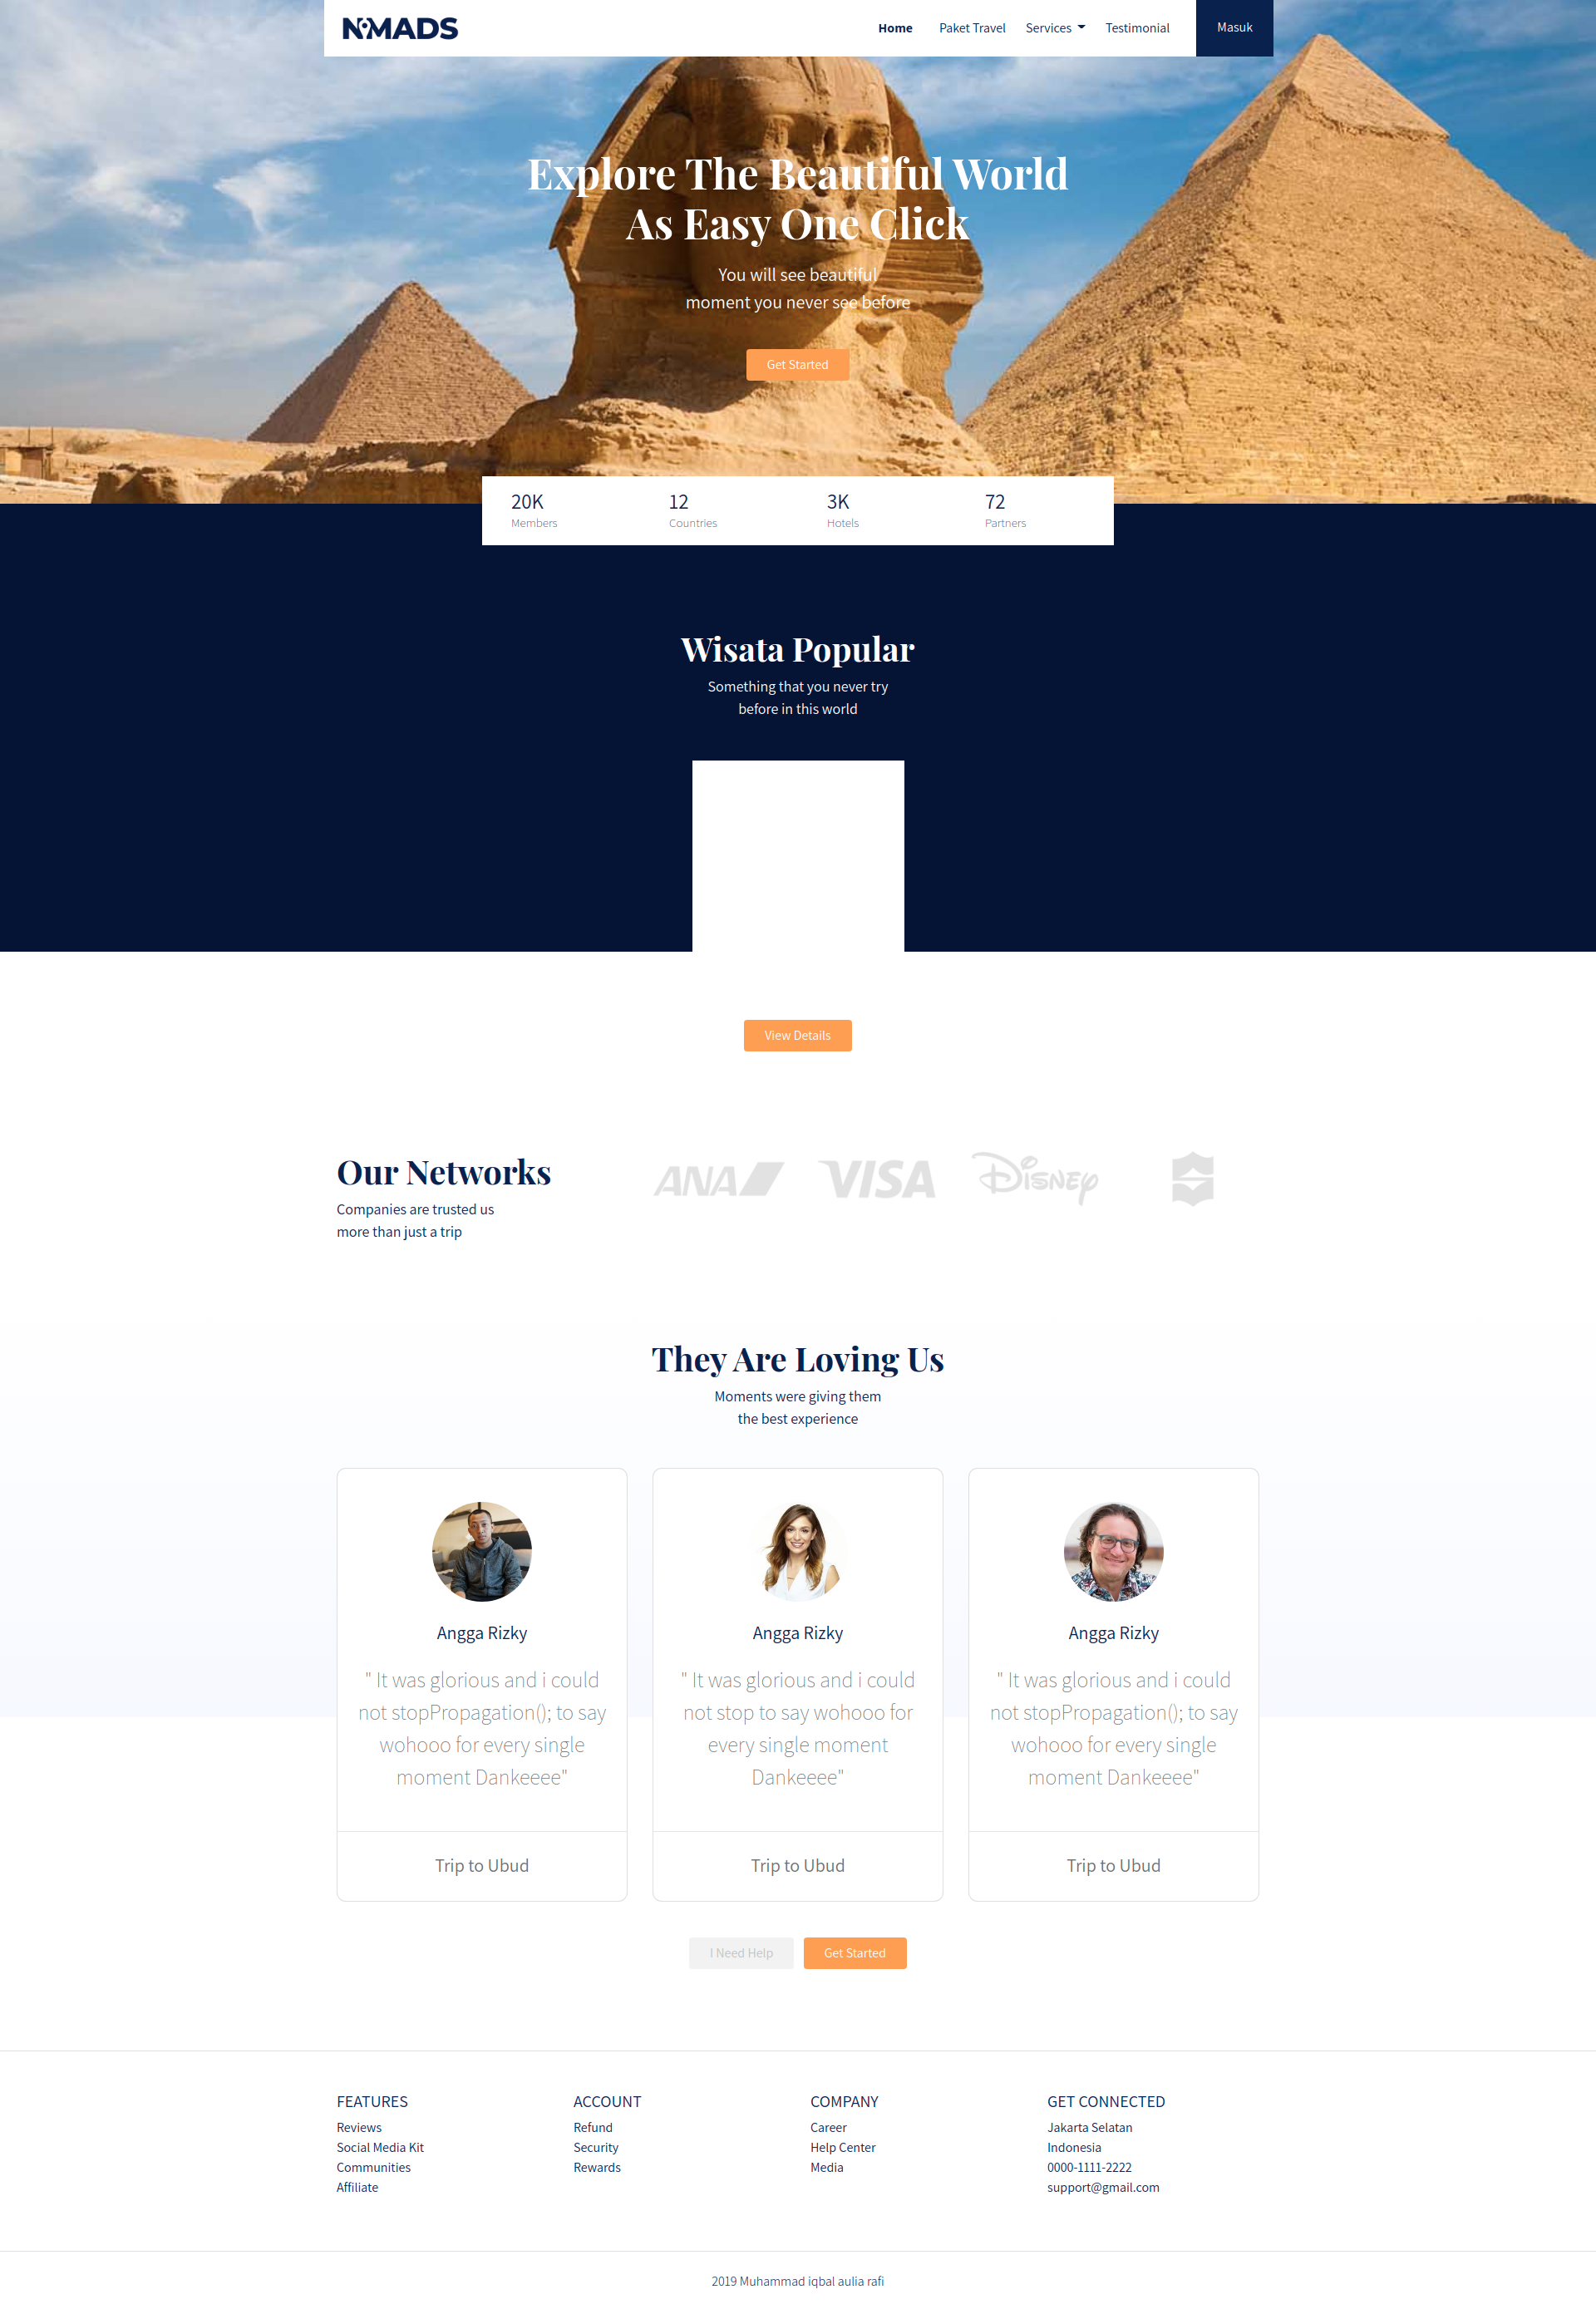 NOMADS
Home
Paket Travel
Services
Testimonial
Masuk
Explore The Beautiful World
As Easy One Click
You will see beautiful
moment you never see before
Get Started
20K
Members
12
Countries
3K
Hotels
72
Partners
Wisata Popular
Something that you never try
before in this world
View Details
Our Networks
Companies are trusted us
more than just a trip
ANA
VISA
Disney
They Are Loving Us
Moments were giving them
the best experience
Angga Rizky
" It was glorious and i could
not stopPropagation(); to say
wohooo for every single
moment Dankeeee"
Trip to Ubud
Angga Rizky
" It was glorious and i could
not stop to say wohooo for
every single moment
Dankeeee"
Trip to Ubud
Angga Rizky
" It was glorious and i could
not stopPropagation(); to say
wohooo for every single
moment Dankeeee"
Trip to Ubud
I Need Help
Get Started
FEATURES
Reviews
Social Media Kit
Communities
Affiliate
ACCOUNT
Refund
Security
Rewards
COMPANY
Career
Help Center
Media
GET CONNECTED
Jakarta Selatan
Indonesia
0000-1111-2222
support@gmail.com
2019 Muhammad iqbal aulia rafi